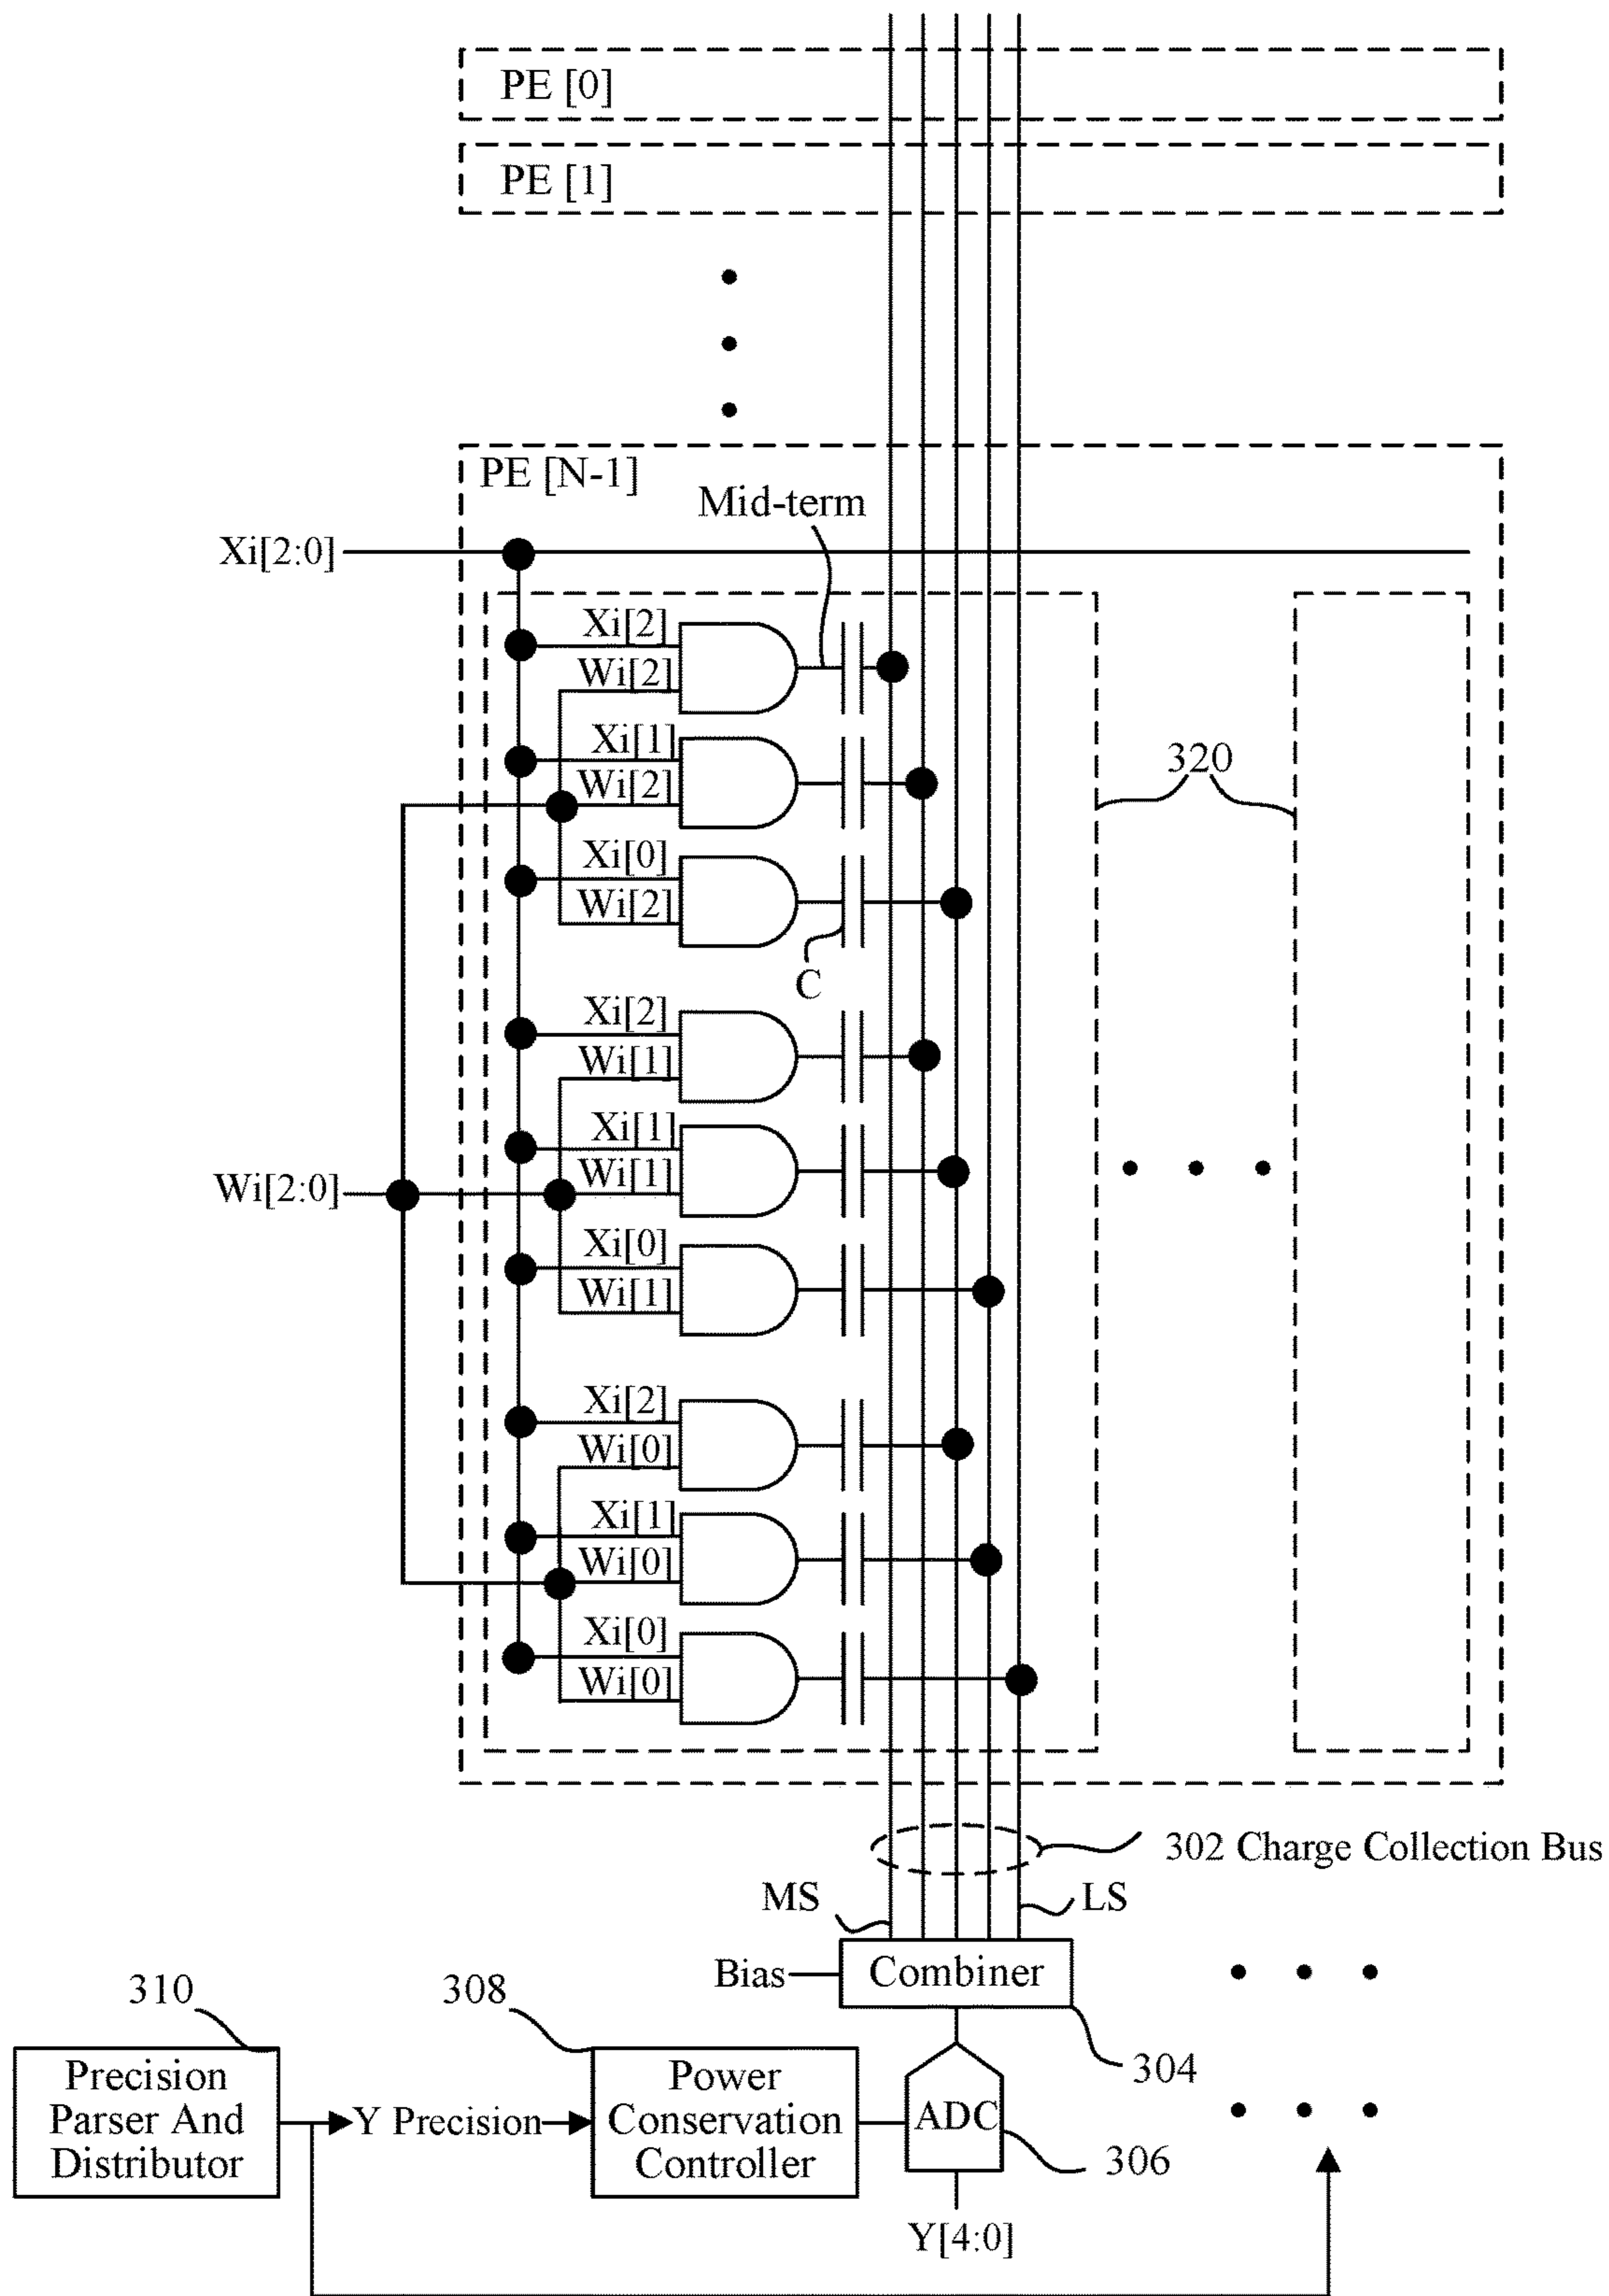 PE [0]
PE [1]
PE [N-1]
Mid-term
Xi[2:0]
Xi[2]
Wi[2]
Xi[1]
Wi[2]
320
Xi[0]
Wi[2]
C
Xi[2]
Wi[1]
Xi[1]
Wi[1]
Wi[2:0]
Xi[0]
Wi[1]
Xi[2]
Wi[0]
Xi[1]
Wi[0]
Xi[0]
Wi[0]
302 Charge Collection Bus
MS
LS
Bias
Combiner
310
308
304
Precision
Parser And
Distributor
Y Precision
Power
Conservation
Controller
ADC
306
Y[4:0]